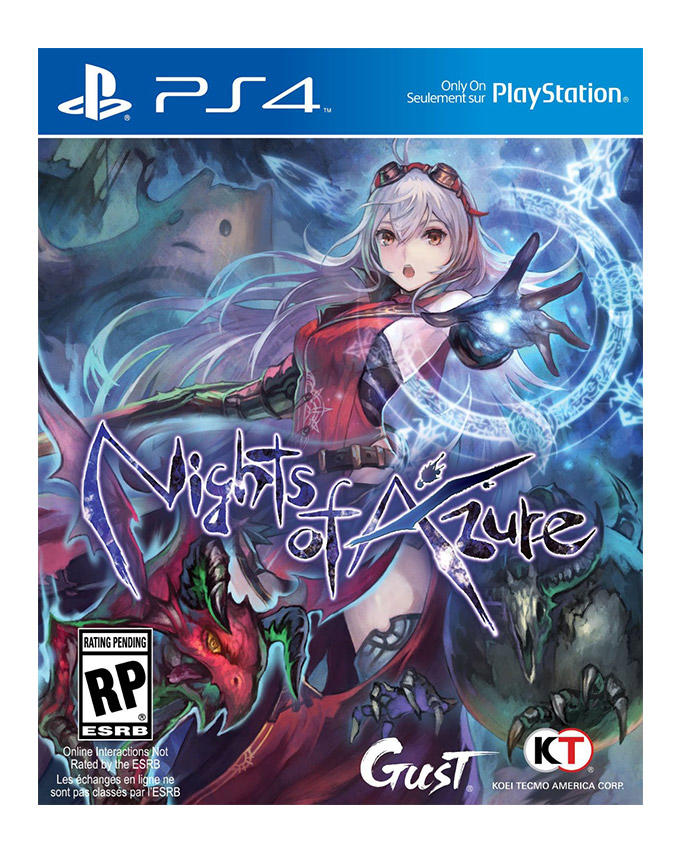 PS4™
Only On
Seulement sur
PlayStation®
Nights
of Azure
RATING PENDING
RP
®
ESRB
Online Interactions Not
Rated by the ESRB
Les échanges en ligne ne
sont pas classés par l'ESRB
GUST®
KT®
KOEI TECMO AMERICA CORP.